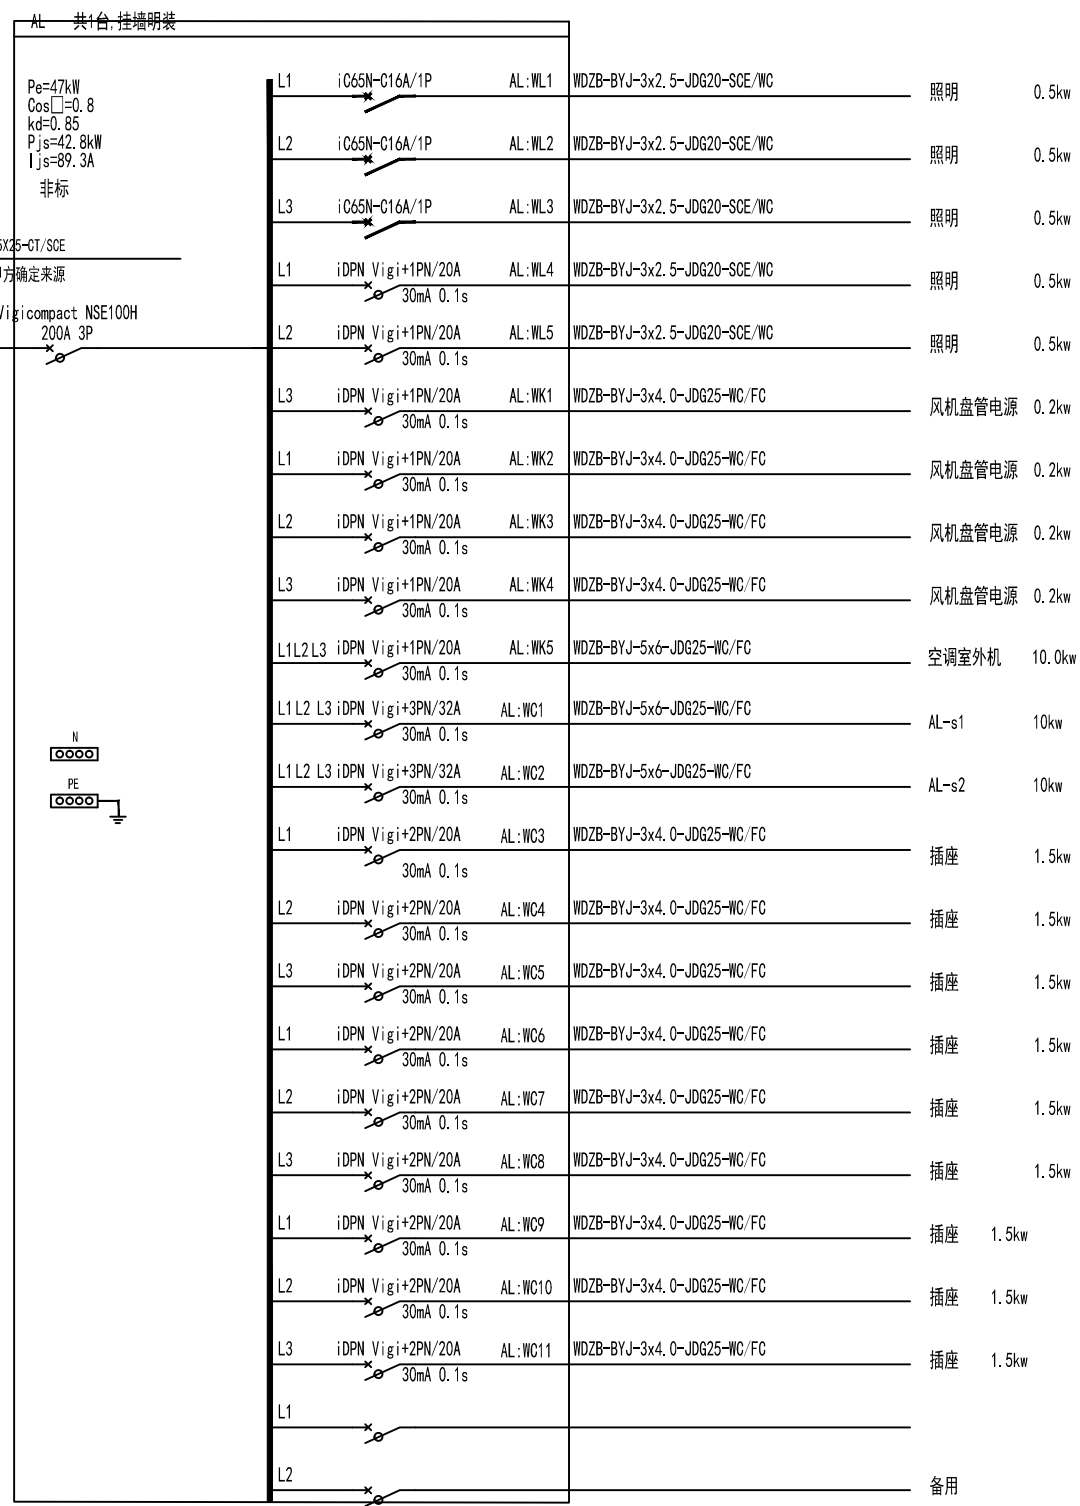 AL 共1台,挂墙明装
Pe=47kW
Cos□=0.8
kd=0.85
Pjs=42.8kW
Ijs=89.3A
非标
5X25-CT/SCE
甲方确定来源
Vigicompact NSE100H
200A 3P
N
PE
L1 iC65N-C16A/1P AL:WL1 WDZB-BYJ-3x2.5-JDG20-SCE/WC 照明 0.5kw
L2 iC65N-C16A/1P AL:WL2 WDZB-BYJ-3x2.5-JDG20-SCE/WC 照明 0.5kw
L3 iC65N-C16A/1P AL:WL3 WDZB-BYJ-3x2.5-JDG20-SCE/WC 照明 0.5kw
L1 iDPN Vigi+1PN/20A AL:WL4 WDZB-BYJ-3x2.5-JDG20-SCE/WC 照明 0.5kw
30mA 0.1s
L2 iDPN Vigi+1PN/20A AL:WL5 WDZB-BYJ-3x2.5-JDG20-SCE/WC 照明 0.5kw
30mA 0.1s
L3 iDPN Vigi+1PN/20A AL:WK1 WDZB-BYJ-3x4.0-JDG25-WC/FC 风机盘管电源 0.2kw
30mA 0.1s
L1 iDPN Vigi+1PN/20A AL:WK2 WDZB-BYJ-3x4.0-JDG25-WC/FC 风机盘管电源 0.2kw
30mA 0.1s
L2 iDPN Vigi+1PN/20A AL:WK3 WDZB-BYJ-3x4.0-JDG25-WC/FC 风机盘管电源 0.2kw
30mA 0.1s
L3 iDPN Vigi+1PN/20A AL:WK4 WDZB-BYJ-3x4.0-JDG25-WC/FC 风机盘管电源 0.2kw
30mA 0.1s
L1L2L3 iDPN Vigi+1PN/20A AL:WK5 WDZB-BYJ-5x6-JDG25-WC/FC 空调室外机 10.0kw
30mA 0.1s
L1L2 L3 iDPN Vigi+3PN/32A AL:WC1 WDZB-BYJ-5x6-JDG25-WC/FC AL-s1 10kw
30mA 0.1s
L1L2 L3 iDPN Vigi+3PN/32A AL:WC2 WDZB-BYJ-5x6-JDG25-WC/FC AL-s2 10kw
30mA 0.1s
L1 iDPN Vigi+2PN/20A AL:WC3 WDZB-BYJ-3x4.0-JDG25-WC/FC 插座 1.5kw
30mA 0.1s
L2 iDPN Vigi+2PN/20A AL:WC4 WDZB-BYJ-3x4.0-JDG25-WC/FC 插座 1.5kw
30mA 0.1s
L3 iDPN Vigi+2PN/20A AL:WC5 WDZB-BYJ-3x4.0-JDG25-WC/FC 插座 1.5kw
30mA 0.1s
L1 iDPN Vigi+2PN/20A AL:WC6 WDZB-BYJ-3x4.0-JDG25-WC/FC 插座 1.5kw
30mA 0.1s
L2 iDPN Vigi+2PN/20A AL:WC7 WDZB-BYJ-3x4.0-JDG25-WC/FC 插座 1.5kw
30mA 0.1s
L3 iDPN Vigi+2PN/20A AL:WC8 WDZB-BYJ-3x4.0-JDG25-WC/FC 插座 1.5kw
30mA 0.1s
L1 iDPN Vigi+2PN/20A AL:WC9 WDZB-BYJ-3x4.0-JDG25-WC/FC 插座 1.5kw
30mA 0.1s
L2 iDPN Vigi+2PN/20A AL:WC10 WDZB-BYJ-3x4.0-JDG25-WC/FC 插座 1.5kw
30mA 0.1s
L3 iDPN Vigi+2PN/20A AL:WC11 WDZB-BYJ-3x4.0-JDG25-WC/FC 插座 1.5kw
30mA 0.1s
L1
L2 备用